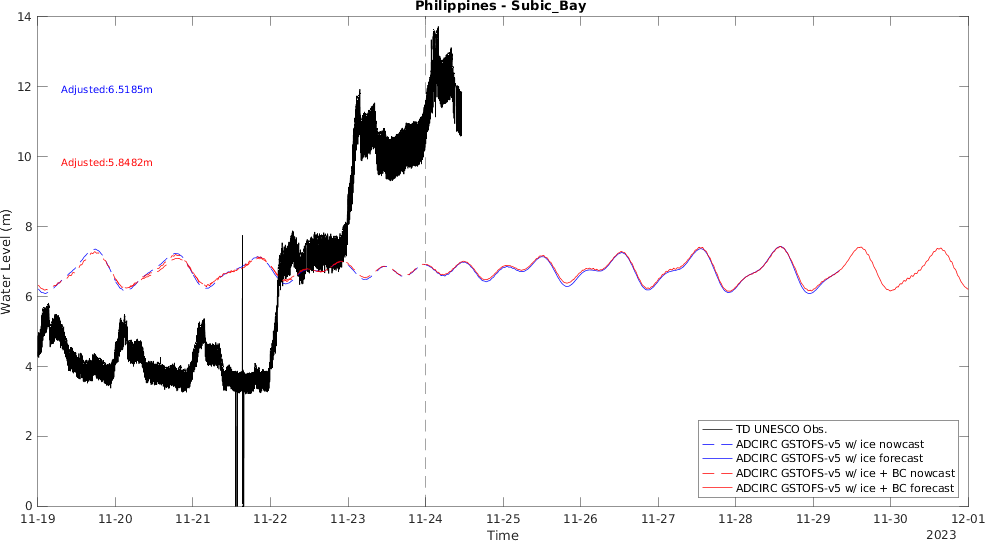 Philippines - Subic_Bay
14
12
10
8
6
4
2
0
Water Level (m)
Adjusted:6.5185m
Adjusted:5.8482m
TD UNESCO Obs.
ADCIRC GSTOFS-v5 w/ ice nowcast
ADCIRC GSTOFS-v5 w/ ice forecast
ADCIRC GSTOFS-v5 w/ ice + BC nowcast
ADCIRC GSTOFS-v5 w/ ice + BC forecast
11-19 11-20 11-21 11-22 11-23 11-24 11-25 11-26 11-27 11-28 11-29 11-30 12-01
Time
2023